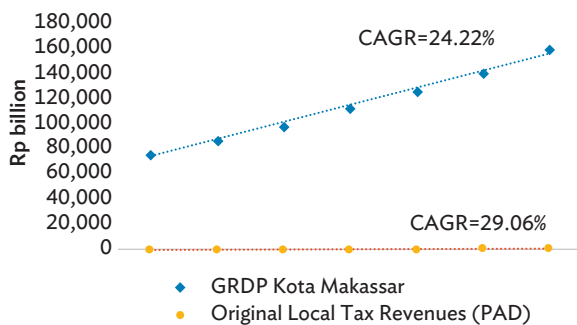 180,000
160,000
140,000
120,000
100,000
80,000
60,000
40,000
20,000
0
Rp billion
CAGR=24.22%
CAGR=29.06%
GRDP Kota Makassar
Original Local Tax Revenues (PAD)